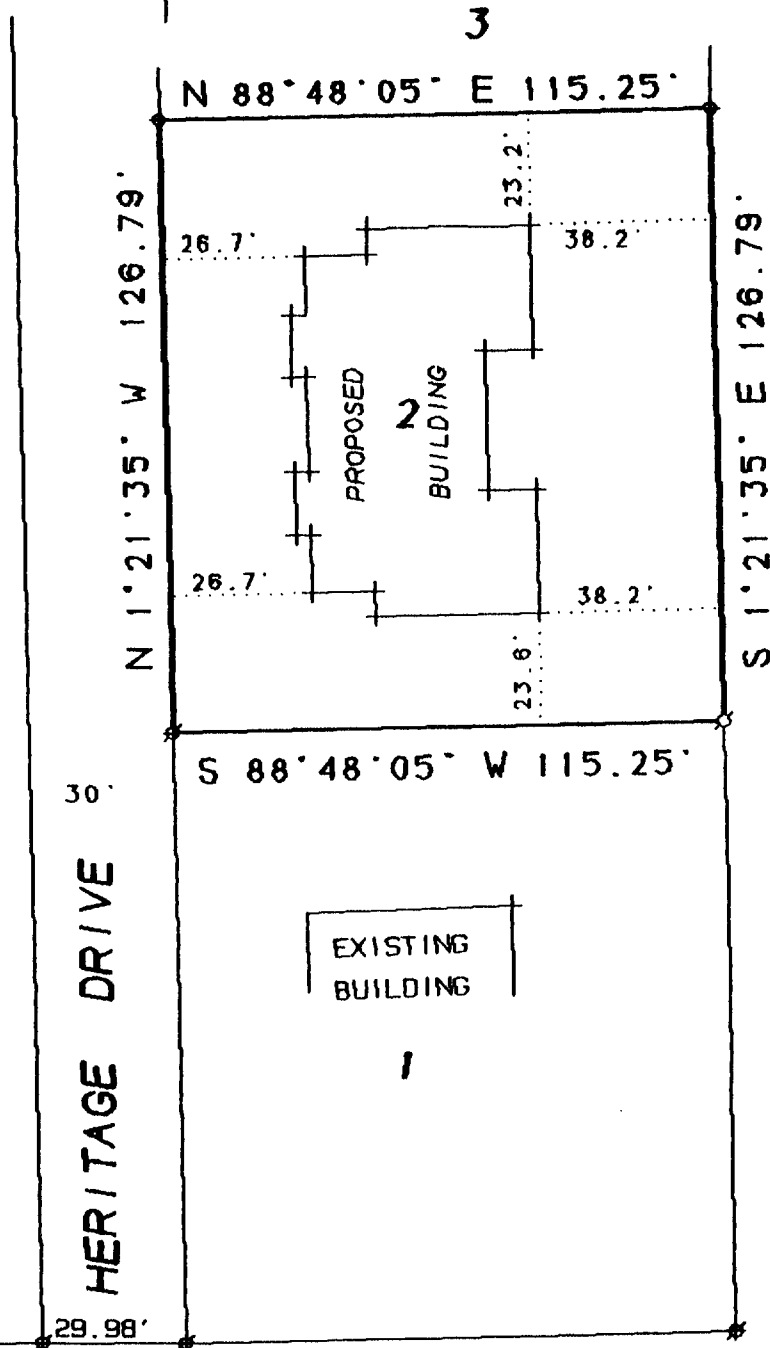 3
N 88°48'05" E 115.25'
23.2'
26.7'
38.2'
N 1°21'35" W 126.79'
S 1°21'35" E 126.79'
PROPOSED
2
BUILDING
26.7'
38.2'
23.6'
S 88°48'05" W 115.25'
30'
HERITAGE DRIVE
EXISTING
BUILDING
1
29.98'